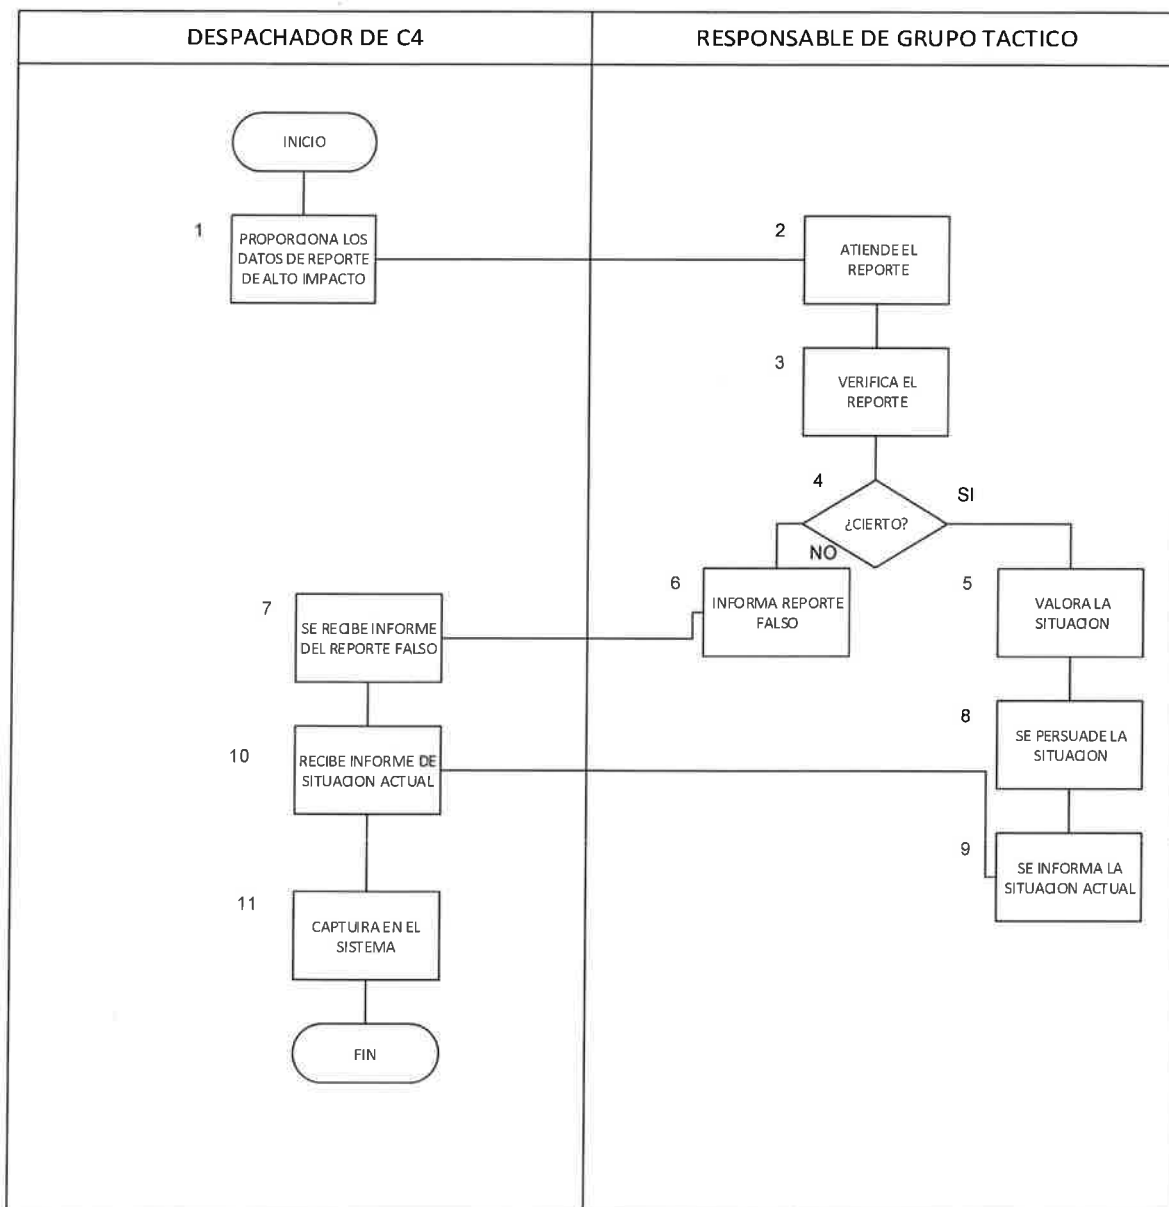 DESPACHADOR DE C4
RESPONSABLE DE GRUPO TACTICO
INICIO
1
PROPORCIONA LOS
DATOS DE REPORTE
DE ALTO IMPACTO
2
ATIENDE EL
REPORTE
3
VERIFICA EL
REPORTE
4
¿CIERTO?
SI
NO
5
VALORA LA
SITUACION
6
INFORMA REPORTE
FALSO
7
SE RECIBE INFORME
DEL REPORTE FALSO
8
SE PERSUADE LA
SITUACION
9
SE INFORMA LA
SITUACION ACTUAL
10
RECIBE INFORME DE
SITUACION ACTUAL
11
CAPTUIRA EN EL
SISTEMA
FIN